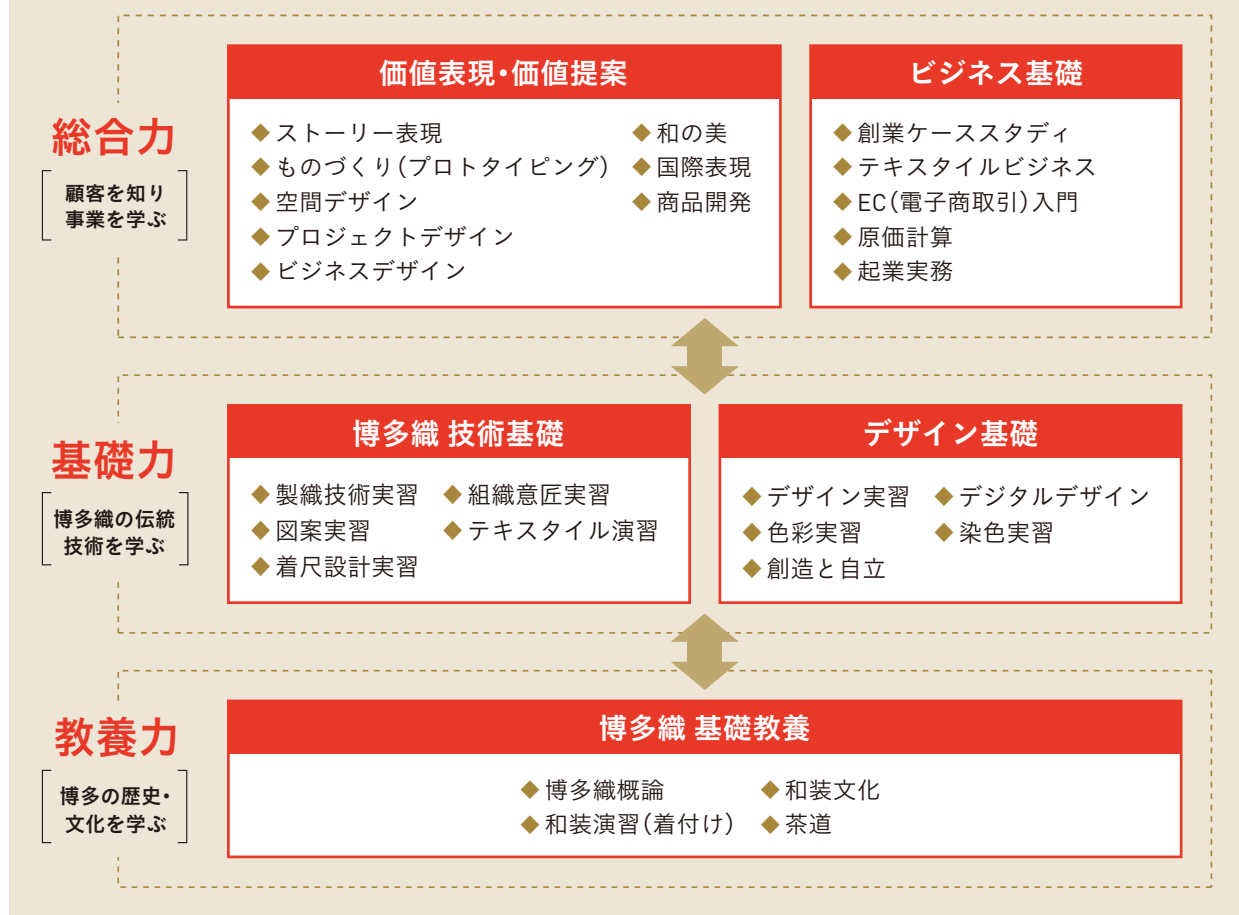 総合力
顧客を知り
事業を学ぶ
価値表現・価値提案
◆ストーリー表現
◆ものづくり(プロトタイピング)
◆空間デザイン
◆プロジェクトデザイン
◆ビジネスデザイン
◆和の美
◆国際表現
◆商品開発
ビジネス基礎
◆創業ケーススタディ
◆テキスタイルビジネス
◆EC(電子商取引)入門
◆原価計算
◆起業実務
基礎力
博多織の伝統
技術を学ぶ
博多織 技術基礎
◆製織技術実習
◆図案実習
◆着尺設計実習
◆組織意匠実習
◆テキスタイル演習
デザイン基礎
◆デザイン実習
◆色彩実習
◆創造と自立
◆デジタルデザイン
◆染色実習
教養力
博多の歴史・
文化を学ぶ
博多織 基礎教養
◆博多織概論
◆和装演習(着付け)
◆和装文化
◆茶道